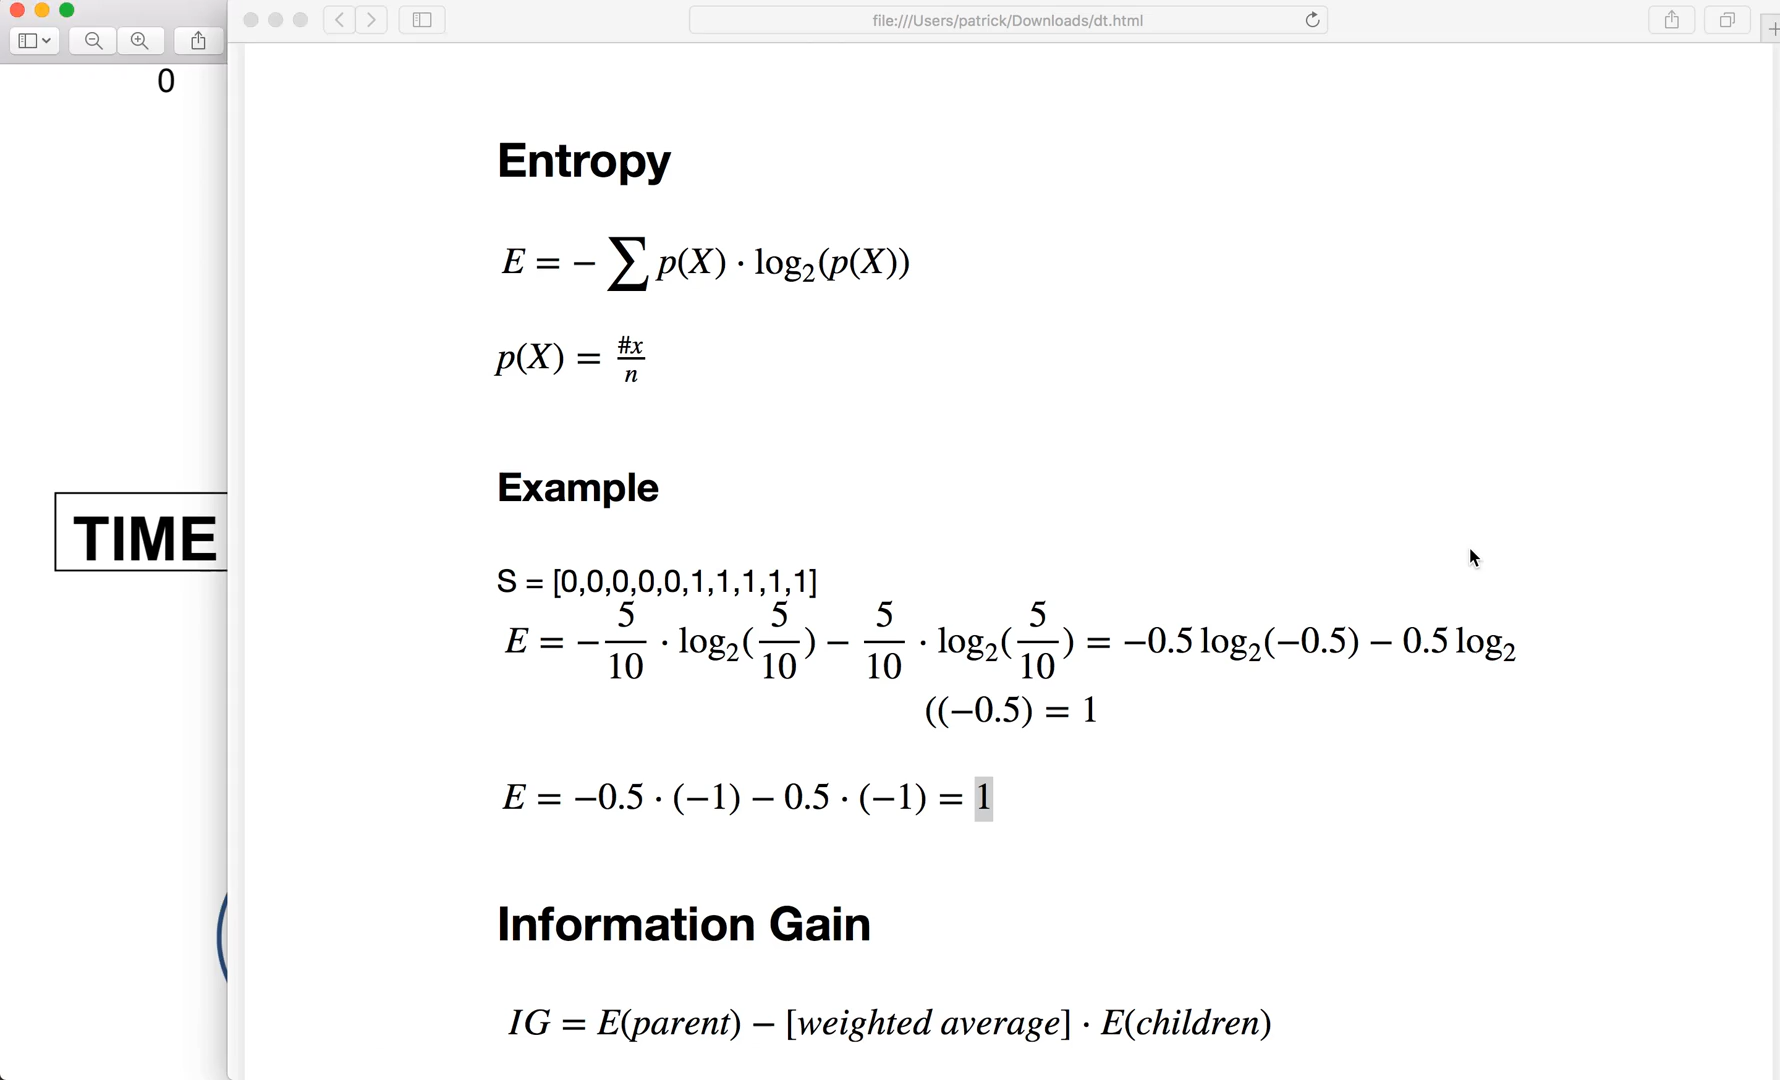 file:///Users/patrick/Downloads/dt.html
0
Entropy
E = − ∑ p(X) · log₂(p(X))
p(X) = #x/n
Example
TIME
S = [0,0,0,0,0,1,1,1,1,1]
E = −5/10 · log₂(5/10) − 5/10 · log₂(5/10) = −0.5 log₂(−0.5) − 0.5 log₂
((−0.5) = 1
E = −0.5 · (−1) − 0.5 · (−1) = 1
Information Gain
IG = E(parent) − [weighted average] · E(children)